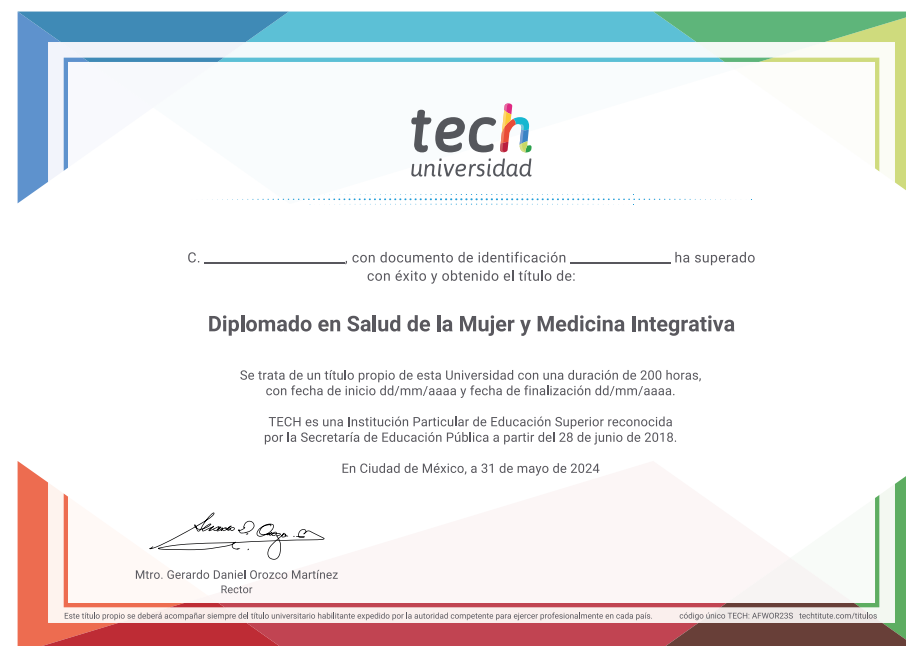 tech
universidad
C. ____________, con documento de identificación ____________ ha superado
con éxito y obtenido el título de:
Diplomado en Salud de la Mujer y Medicina Integrativa
Se trata de un título propio de esta Universidad con una duración de 200 horas,
con fecha de inicio dd/mm/aaaa y fecha de finalización dd/mm/aaaa.
TECH es una Institución Particular de Educación Superior reconocida
por la Secretaría de Educación Pública a partir del 28 de junio de 2018.
En Ciudad de México, a 31 de mayo de 2024
Mtro. Gerardo Daniel Orozco Martínez
Rector
Este título propio se deberá acompañar siempre del título universitario habilitante expedido por la autoridad competente para ejercer profesionalmente en cada país. código único TECH: AFWOR23S techtitute.com/titulos